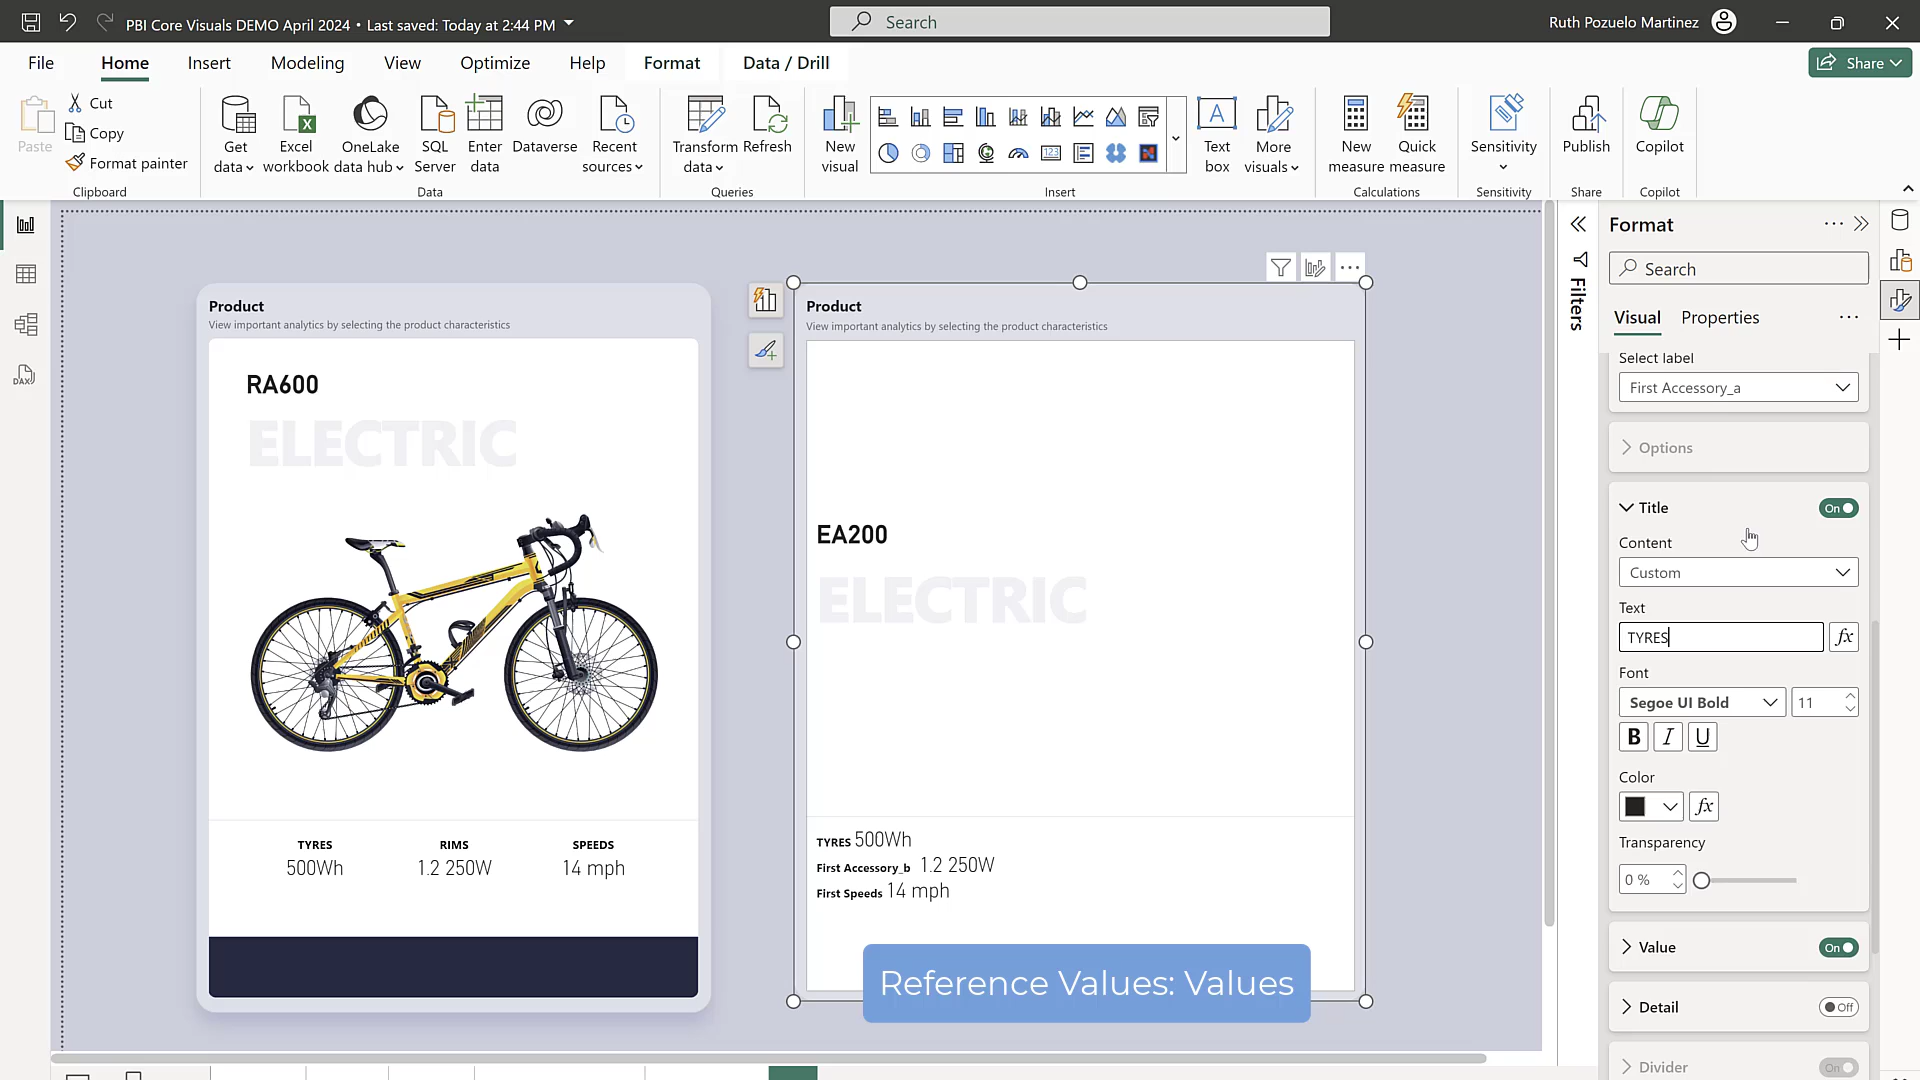 PBI Core Visuals DEMO April 2024 • Last saved: Today at 2:44 PM
Search
Ruth Pozuelo Martinez
File
Home
Insert
Modeling
View
Optimize
Help
Format
Data / Drill
Share
Paste
Cut
Copy
Format painter
Clipboard
Get data
Excel workbook
OneLake data hub
SQL Server
Enter data
Dataverse
Recent sources
Data
Transform data
Refresh
Queries
New visual
Text box
More visuals
Insert
New measure
Quick measure
Calculations
Sensitivity
Sensitivity
Publish
Share
Copilot
Copilot
DAX
Product
View important analytics by selecting the product characteristics
RA600
ELECTRIC
TYRES
500Wh
RIMS
1.2 250W
SPEEDS
14 mph
Product
View important analytics by selecting the product characteristics
EA200
ELECTRIC
TYRES 500Wh
First Accessory_b 1.2 250W
First Speeds 14 mph
Reference Values: Values
Filters
Format
Search
Visual
Properties
Select label
First Accessory_a
Options
Title
On
Content
Custom
Text
TYRES
fx
Font
Segoe UI Bold
11
B
I
U
Color
fx
Transparency
0 %
Value
On
Detail
Off
Divider
On